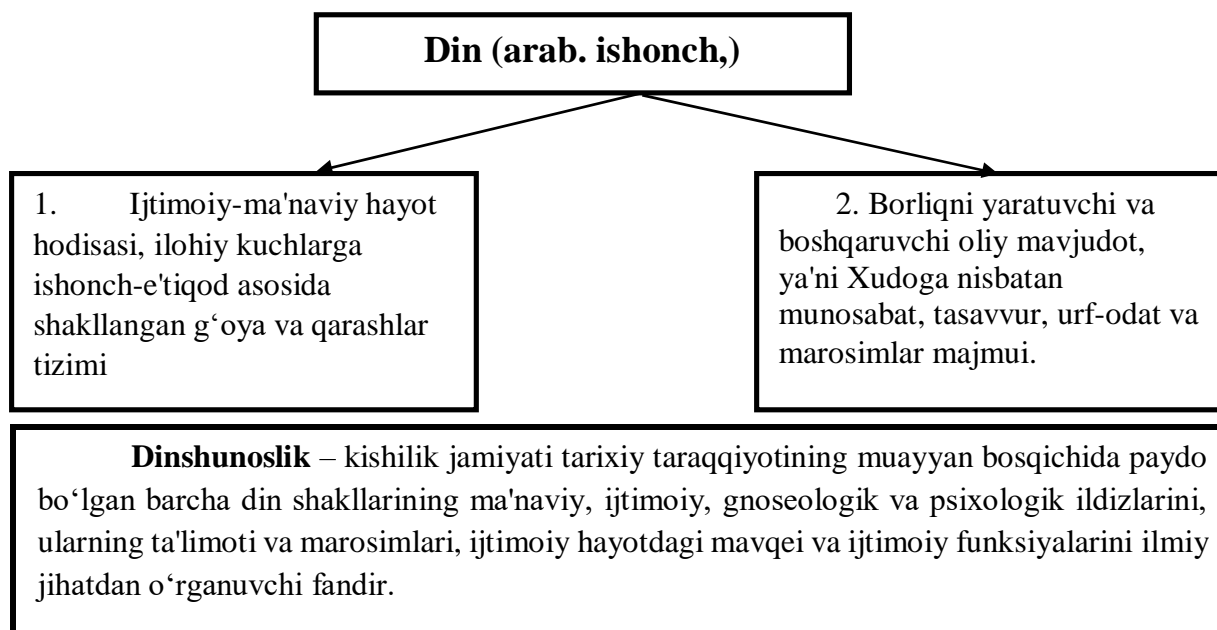 Din (arab. ishonch,)
1. Ijtimoiy-ma'naviy hayot
hodisasi, ilohiy kuchlarga
ishonch-e'tiqod asosida
shakllangan g‘oya va qarashlar
tizimi
2. Borliqni yaratuvchi va
boshqaruvchi oliy mavjudot,
ya'ni Xudoga nisbatan
munosabat, tasavvur, urf-odat va
marosimlar majmui.
Dinshunoslik – kishilik jamiyati tarixiy taraqqiyotining muayyan bosqichida paydo
bo‘lgan barcha din shakllarining ma'naviy, ijtimoiy, gnoseologik va psixologik ildizlarini,
ularning ta'limoti va marosimlari, ijtimoiy hayotdagi mavqei va ijtimoiy funksiyalarini ilmiy
jihatdan o‘rganuvchi fandir.